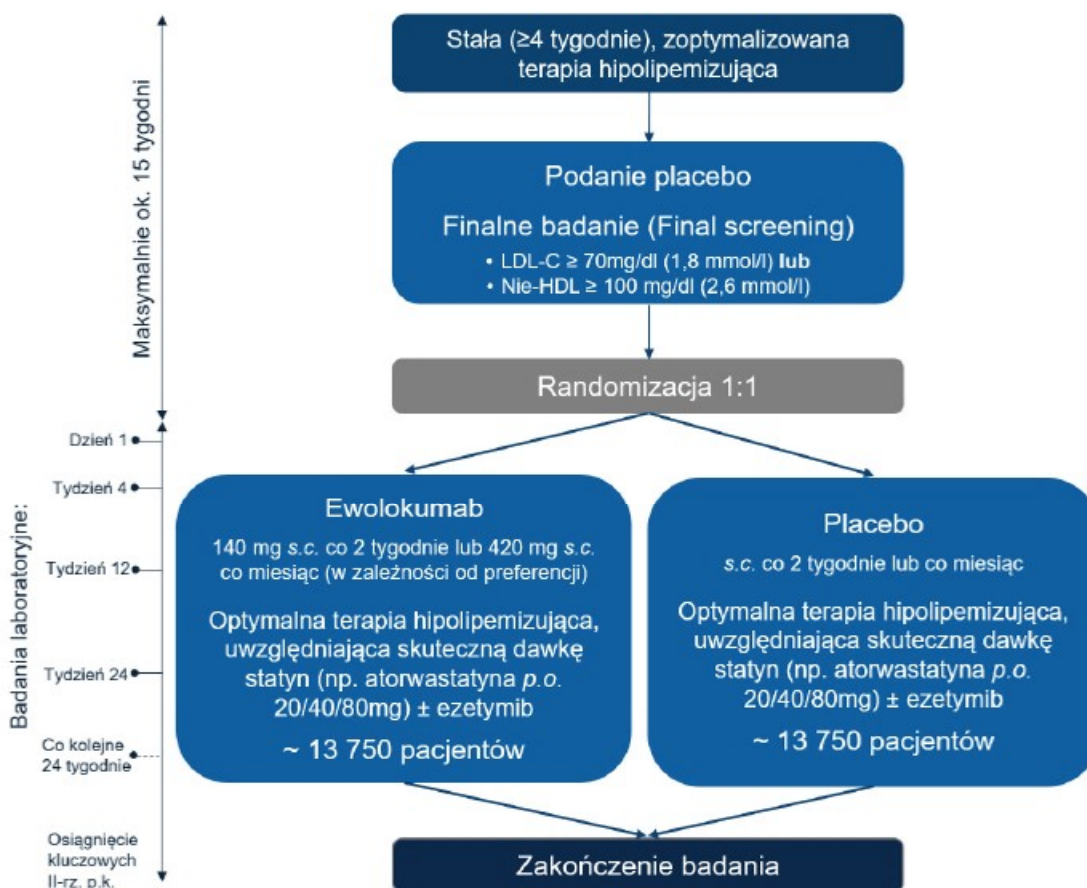 Stała (≥4 tygodnie), zoptymalizowana
terapia hipolipemizująca
Maksymalnie ok. 15 tygodni
Podanie placebo
Finalne badanie (Final screening)
• LDL-C ≥ 70mg/dl (1,8 mmol/l) lub
• Nie-HDL ≥ 100 mg/dl (2,6 mmol/l)
Randomizacja 1:1
Badania laboratoryjne:
Dzień 1
Tydzień 4
Tydzień 12
Tydzień 24
Co kolejne
24 tygodnie
Osiągnięcie
kluczowych
II-rz. p.k.
Ewolokumab
140 mg s.c. co 2 tygodnie lub 420 mg s.c.
co miesiąc (w zależności od preferencji)
Optymalna terapia hipolipemizująca,
uwzględniająca skuteczną dawkę
statyn (np. atorwastatyna p.o.
20/40/80mg) ± ezetymib
~ 13 750 pacjentów
Placebo
s.c. co 2 tygodnie lub co miesiąc
Optymalna terapia hipolipemizująca,
uwzględniająca skuteczną dawkę
statyn (np. atorwastatyna p.o.
20/40/80mg) ± ezetymib
~ 13 750 pacjentów
Zakończenie badania